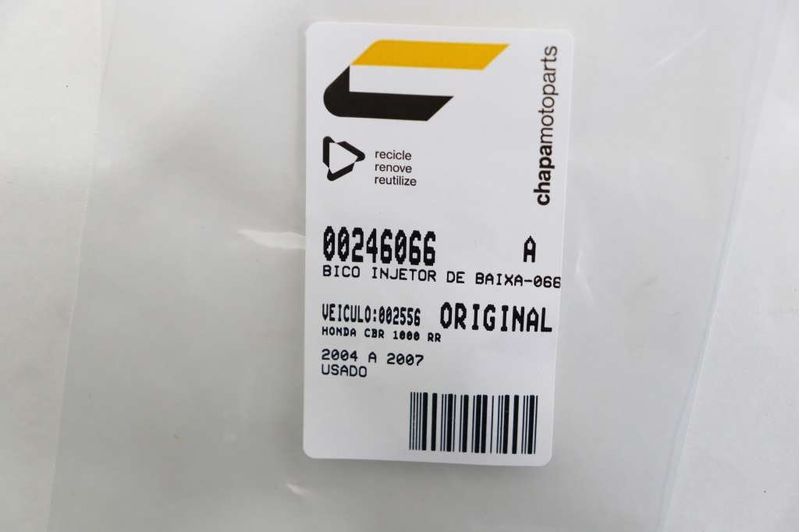 chapamotoparts
recicle
renove
reutilize
00246066 A
BICO INJETOR DE BAIXA-066
VEICULO:002556 ORIGINAL
HONDA CBR 1000 RR
2004 A 2007
USADO